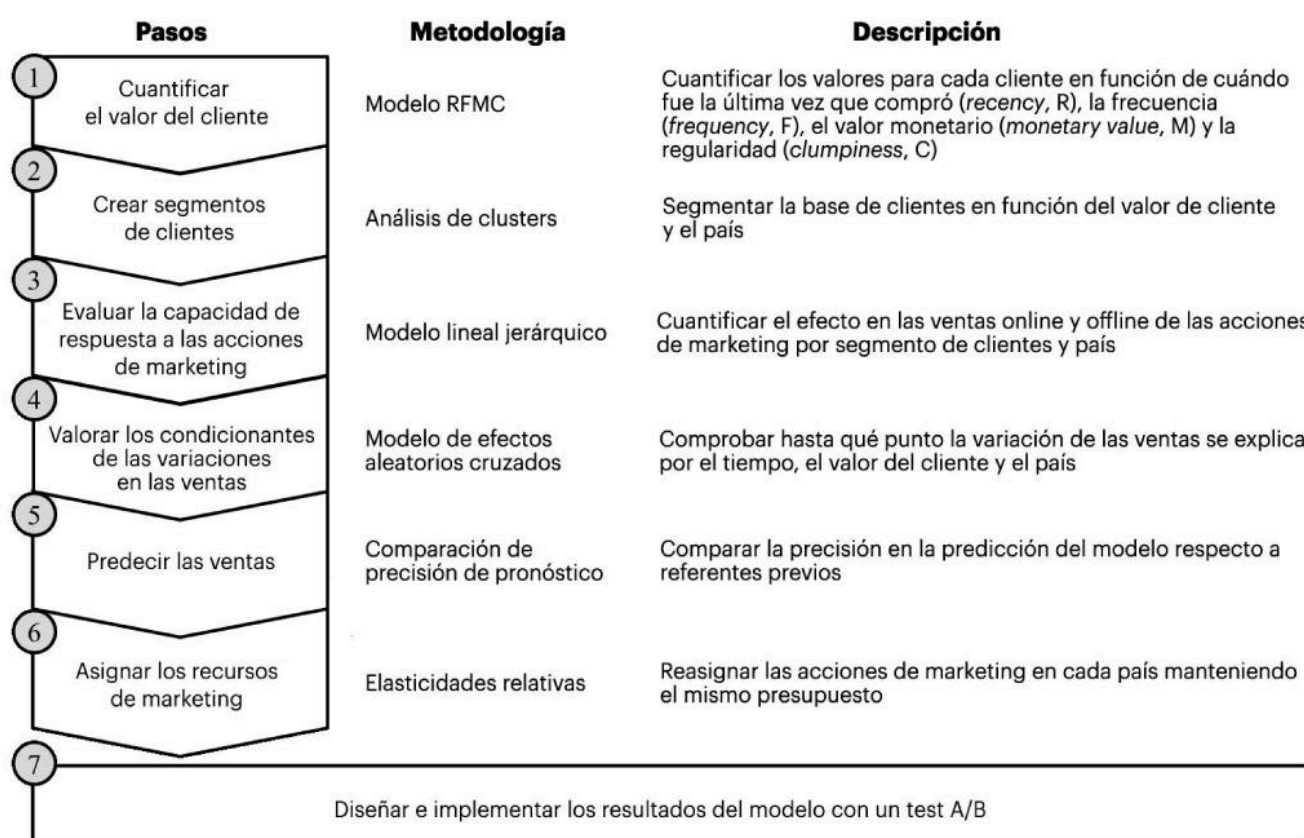 Pasos
Metodología
Descripción
1
Cuantificar
el valor del cliente
Modelo RFMC
Cuantificar los valores para cada cliente en función de cuándo
fue la última vez que compró (recency, R), la frecuencia
(frequency, F), el valor monetario (monetary value, M) y la
regularidad (clumpiness, C)
2
Crear segmentos
de clientes
Análisis de clusters
Segmentar la base de clientes en función del valor de cliente
y el país
3
Evaluar la capacidad de
respuesta a las acciones
de marketing
Modelo lineal jerárquico
Cuantificar el efecto en las ventas online y offline de las acciones
de marketing por segmento de clientes y país
4
Valorar los condicionantes
de las variaciones
en las ventas
Modelo de efectos
aleatorios cruzados
Comprobar hasta qué punto la variación de las ventas se explica
por el tiempo, el valor del cliente y el país
5
Predecir las ventas
Comparación de
precisión de pronóstico
Comparar la precisión en la predicción del modelo respecto a
referentes previos
6
Asignar los recursos
de marketing
Elasticidades relativas
Reasignar las acciones de marketing en cada país manteniendo
el mismo presupuesto
7
Diseñar e implementar los resultados del modelo con un test A/B